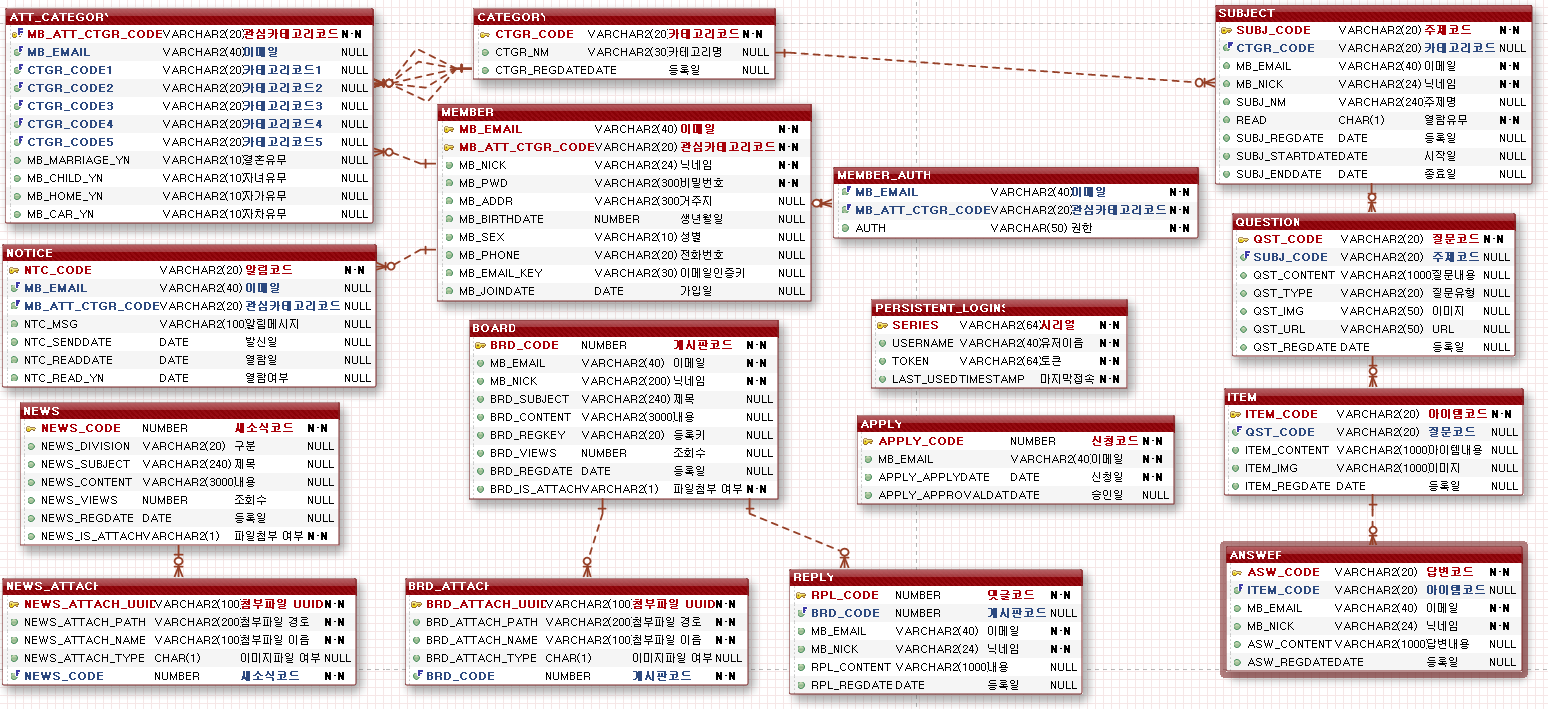 ATT_CATEGORY
MB_ATT_CTGR_CODE VARCHAR2(20) 관심카테고리코드 N-N
MB_EMAIL VARCHAR2(40) 이메일 NULL
CTGR_CODE1 VARCHAR2(20) 카테고리코드1 NULL
CTGR_CODE2 VARCHAR2(20) 카테고리코드2 NULL
CTGR_CODE3 VARCHAR2(20) 카테고리코드3 NULL
CTGR_CODE4 VARCHAR2(20) 카테고리코드4 NULL
CTGR_CODE5 VARCHAR2(20) 카테고리코드5 NULL
MB_MARRIAGE_YN VARCHAR2(10) 결혼유무 NULL
MB_CHILD_YN VARCHAR2(10) 자녀유무 NULL
MB_HOME_YN VARCHAR2(10) 자가유무 NULL
MB_CAR_YN VARCHAR2(10) 자차유무 NULL
CATEGORY
CTGR_CODE VARCHAR2(20) 카테고리코드 N-N
CTGR_NM VARCHAR2(30) 카테고리명 NULL
CTGR_REGDATE DATE 등록일 NULL
SUBJECT
SUBJ_CODE VARCHAR2(20) 주제코드 N-N
CTGR_CODE VARCHAR2(20) 카테고리코드 NULL
MB_EMAIL VARCHAR2(40) 이메일 N-N
MB_NICK VARCHAR2(24) 닉네임 N-N
SUBJ_NM VARCHAR2(240 주제명 NULL
READ CHAR(1) 열람유무 N-N
SUBJ_REGDATE DATE 등록일 NULL
SUBJ_STARTDATE DATE 시작일 NULL
SUBJ_ENDDATE DATE 종료일 NULL
MEMBER
MB_EMAIL VARCHAR2(40) 이메일 N-N
MB_ATT_CTGR_CODE VARCHAR2(20) 관심카테고리코드 N-N
MB_NICK VARCHAR2(24) 닉네임 NULL
MB_PWD VARCHAR2(300 비밀번호 NULL
MB_ADDR VARCHAR2(300 거주지 NULL
MB_BIRTHDATE NUMBER 생년월일 NULL
MB_SEX VARCHAR2(10) 성별 NULL
MB_PHONE VARCHAR2(20) 전화번호 NULL
MB_EMAIL_KEY VARCHAR2(30) 이메일인증키 NULL
MB_JOINDATE DATE 가입일 NULL
MEMBER_AUTH
MB_EMAIL VARCHAR2(40) 이메일 N-N
MB_ATT_CTGR_CODE VARCHAR2(20) 관심카테고리코드 N-N
AUTH VARCHAR(50) 권한 N-N
NOTICE
NTC_CODE VARCHAR2(20) 알림코드 N-N
MB_EMAIL VARCHAR2(40) 이메일 NULL
MB_ATT_CTGR_CODE VARCHAR2(20) 관심카테고리코드 NULL
NTC_MSG VARCHAR2(100 알림메시지 NULL
NTC_SENDDATE DATE 발신일 NULL
NTC_READDATE DATE 열람일 NULL
NTC_READ_YN DATE 열람여부 NULL
QUESTION
QST_CODE VARCHAR2(20) 질문코드 N-N
SUBJ_CODE VARCHAR2(20) 주제코드 NULL
QST_CONTENT VARCHAR2(1000 질문내용 NULL
QST_TYPE VARCHAR2(20) 질문유형 NULL
QST_IMG VARCHAR2(50) 이미지 NULL
QST_URL VARCHAR2(50) URL NULL
QST_REGDATE DATE 등록일 NULL
PERSISTENT_LOGINS
SERIES VARCHAR2(64) 시리얼 N-N
USERNAME VARCHAR2(40) 유저이름 N-N
TOKEN VARCHAR2(64) 토큰 N-N
LAST_USED TIMESTAMP 마지막접속 N-N
BOARD
BRD_CODE NUMBER 게시판코드 N-N
MB_EMAIL VARCHAR2(40) 이메일 N-N
MB_NICK VARCHAR2(200) 닉네임 N-N
BRD_SUBJECT VARCHAR2(240) 제목 NULL
BRD_CONTENT VARCHAR2(3000 내용 NULL
BRD_REGKEY VARCHAR2(20) 등록키 NULL
BRD_VIEWS NUMBER 조회수 NULL
BRD_REGDATE DATE 등록일 NULL
BRD_IS_ATTACH VARCHAR2(1) 파일첨부 여부 N-N
NEWS
NEWS_CODE NUMBER 새소식코드 N-N
NEWS_DIVISION VARCHAR2(20) 구분 NULL
NEWS_SUBJECT VARCHAR2(240) 제목 NULL
NEWS_CONTENT VARCHAR2(3000 내용 NULL
NEWS_VIEWS NUMBER 조회수 NULL
NEWS_REGDATE DATE 등록일 NULL
NEWS_IS_ATTACH VARCHAR2(1) 파일첨부 여부 N-N
APPLY
APPLY_CODE NUMBER 신청코드 N-N
MB_EMAIL VARCHAR2(40 이메일 N-N
APPLY_APPLYDATE DATE 신청일 N-N
APPLY_APPROVALDAT DATE 승인일 NULL
ITEM
ITEM_CODE VARCHAR2(20) 아이템코드 N-N
QST_CODE VARCHAR2(20) 질문코드 NULL
ITEM_CONTENT VARCHAR2(1000 아이템내용 NULL
ITEM_IMG VARCHAR2(1000 이미지 NULL
ITEM_REGDATE DATE 등록일 NULL
ANSWER
ASW_CODE VARCHAR2(20) 답변코드 N-N
ITEM_CODE VARCHAR2(20) 아이템코드 NULL
MB_EMAIL VARCHAR2(40) 이메일 N-N
MB_NICK VARCHAR2(24) 닉네임 N-N
ASW_CONTENT VARCHAR2(1000 답변내용 NULL
ASW_REGDATE DATE 등록일 NULL
NEWS_ATTACH
NEWS_ATTACH_UUID VARCHAR2(100 첨부파일 UUID N-N
NEWS_ATTACH_PATH VARCHAR2(200 첨부파일 경로 N-N
NEWS_ATTACH_NAME VARCHAR2(100 첨부파일 이름 N-N
NEWS_ATTACH_TYPE CHAR(1) 이미지파일 여부 NULL
NEWS_CODE NUMBER 새소식코드 N-N
BRD_ATTACH
BRD_ATTACH_UUID VARCHAR2(100 첨부파일 UUID N-N
BRD_ATTACH_PATH VARCHAR2(200 첨부파일 경로 N-N
BRD_ATTACH_NAME VARCHAR2(100 첨부파일 이름 N-N
BRD_ATTACH_TYPE CHAR(1) 이미지파일 여부 NULL
BRD_CODE NUMBER 게시판코드 N-N
REPLY
RPL_CODE NUMBER 댓글코드 N-N
BRD_CODE NUMBER 게시판코드 NULL
MB_EMAIL VARCHAR2(40) 이메일 N-N
MB_NICK VARCHAR2(24) 닉네임 N-N
RPL_CONTENT VARCHAR2(1000 내용 NULL
RPL_REGDATE DATE 등록일 NULL